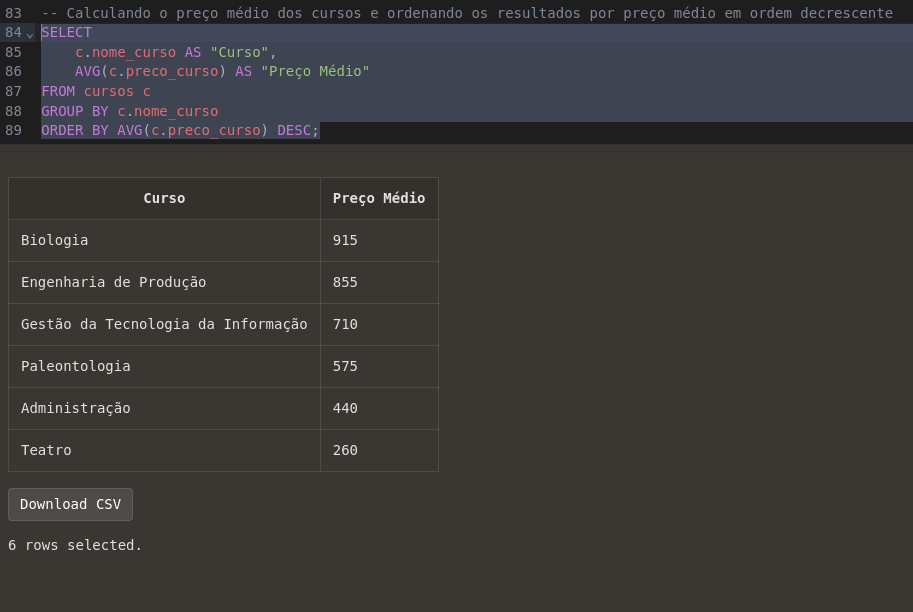 83 -- Calculando o preço médio dos cursos e ordenando os resultados por preço médio em ordem decrescente
84 SELECT
85 c.nome_curso AS "Curso",
86 AVG(c.preco_curso) AS "Preço Médio"
87 FROM cursos c
88 GROUP BY c.nome_curso
89 ORDER BY AVG(c.preco_curso) DESC;
Curso Preço Médio
Biologia 915
Engenharia de Produção 855
Gestão da Tecnologia da Informação 710
Paleontologia 575
Administração 440
Teatro 260
Download CSV
6 rows selected.